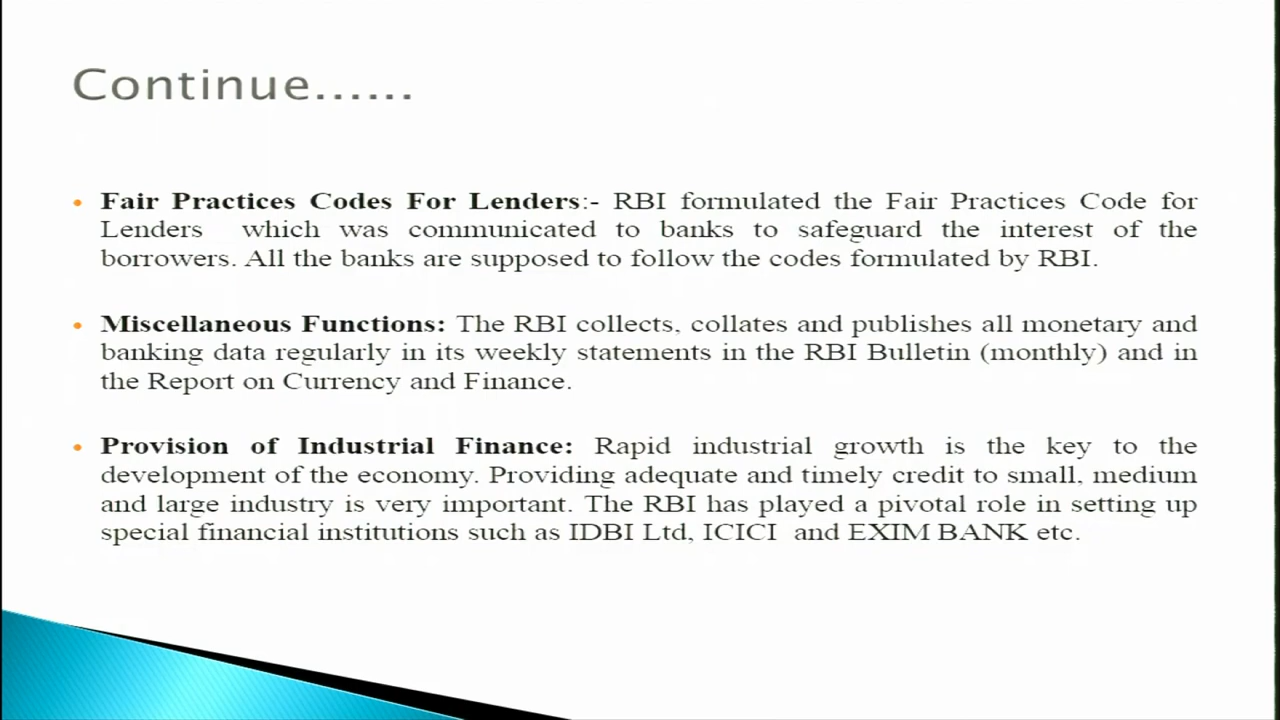 Continue......
Fair Practices Codes For Lenders:- RBI formulated the Fair Practices Code for
Lenders which was communicated to banks to safeguard the interest of the
borrowers. All the banks are supposed to follow the codes formulated by RBI.
Miscellaneous Functions: The RBI collects, collates and publishes all monetary and
banking data regularly in its weekly statements in the RBI Bulletin (monthly) and in
the Report on Currency and Finance.
Provision of Industrial Finance: Rapid industrial growth is the key to the
development of the economy. Providing adequate and timely credit to small, medium
and large industry is very important. The RBI has played a pivotal role in setting up
special financial institutions such as IDBI Ltd, ICICI and EXIM BANK etc.